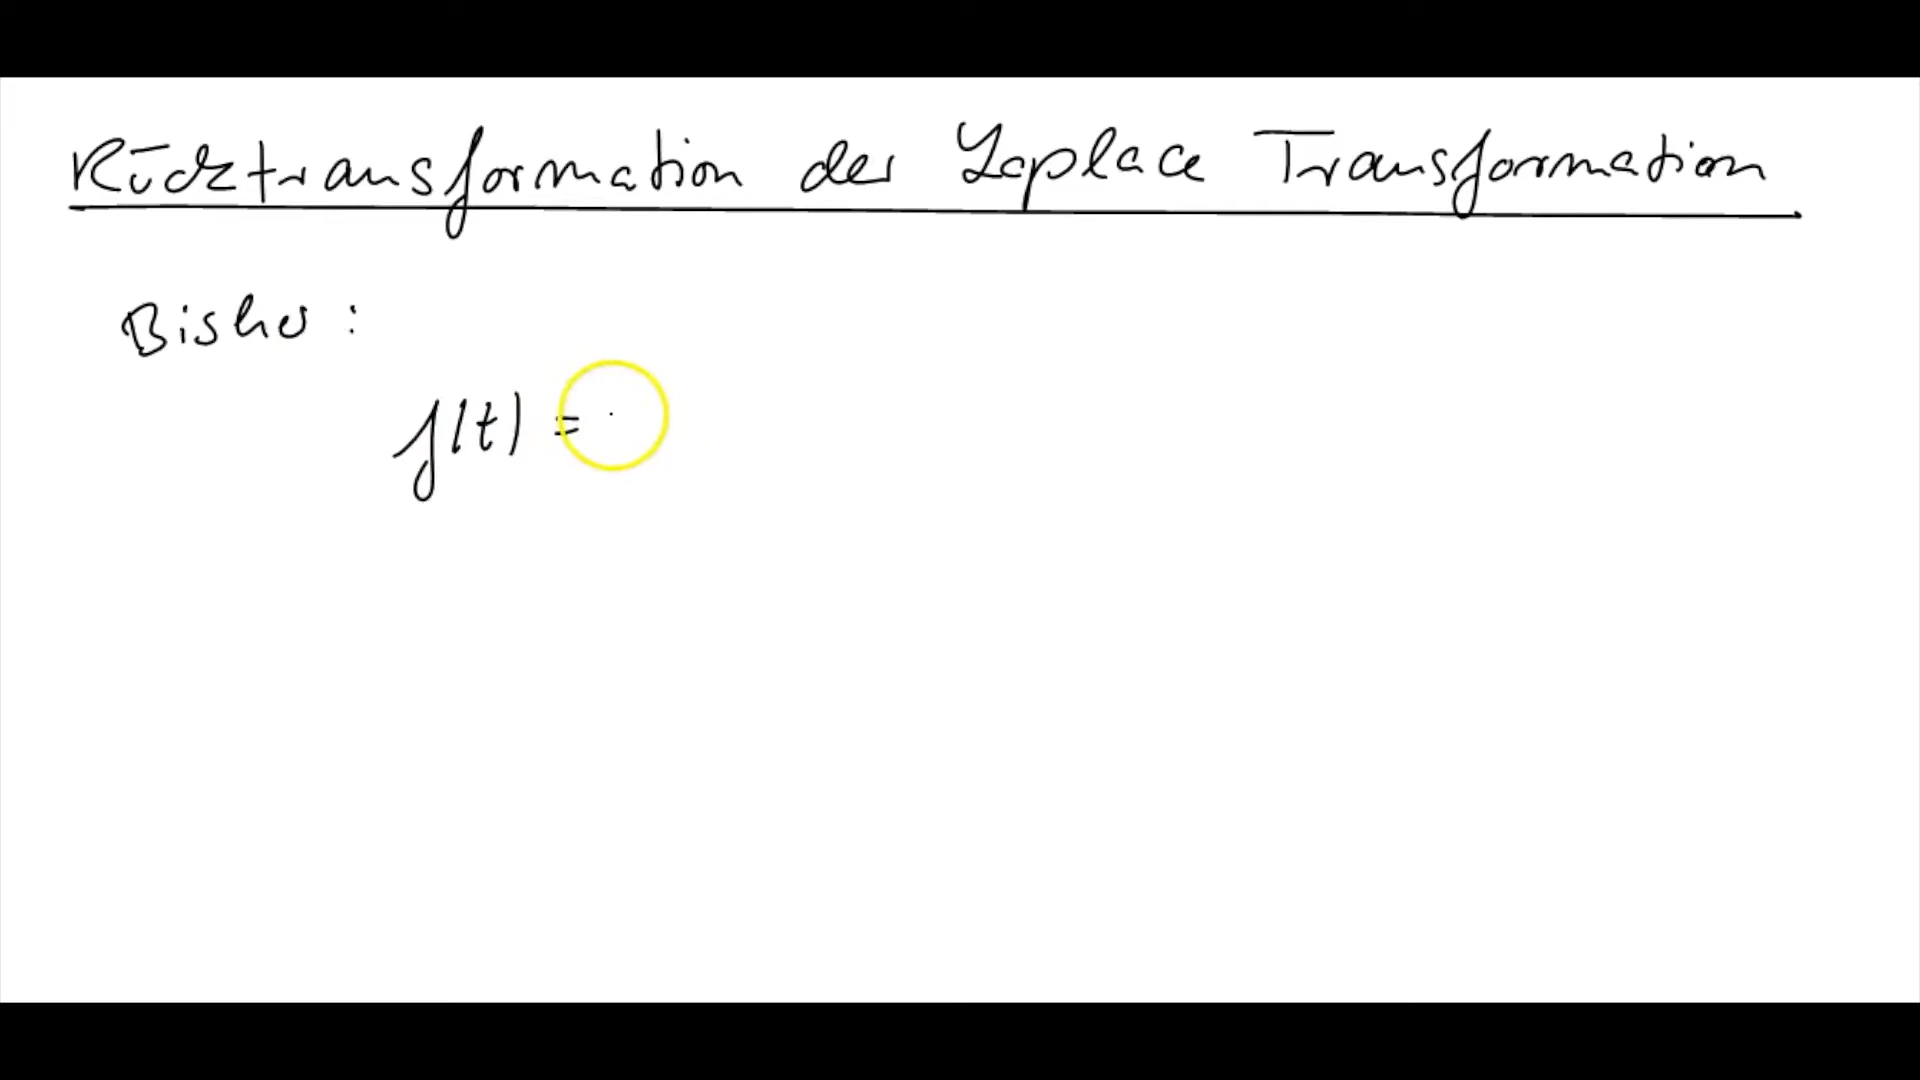 Rücktransformation der Laplace Transformation
Bisher:
f(t) =